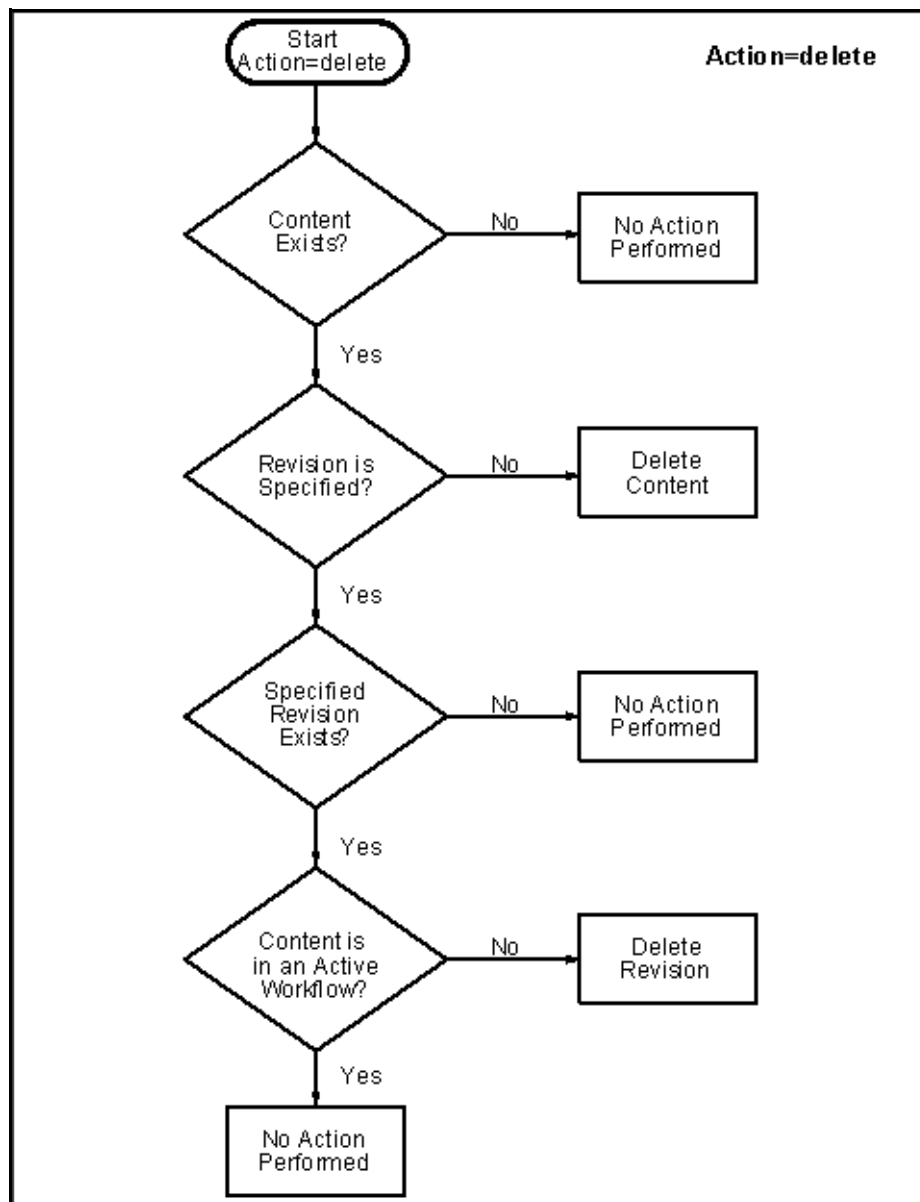 Start
Action=delete
Action=delete
Content
Exists?
No
No Action
Performed
Yes
Revision is
Specified?
No
Delete
Content
Yes
Specified
Revision
Exists?
No
No Action
Performed
Yes
Content is
in an Active
Workflow?
No
Delete
Revision
Yes
No Action
Performed